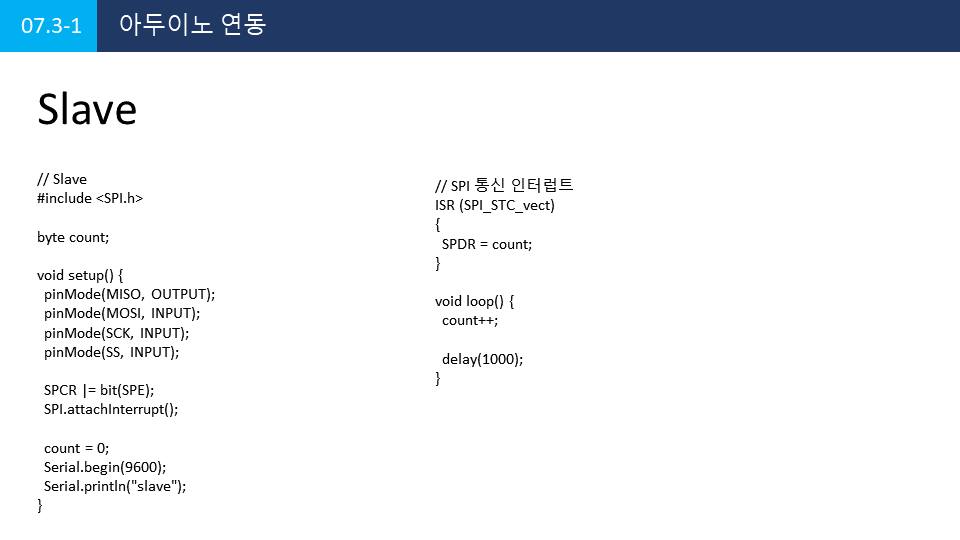 07.3-1 아두이노 연동
Slave
// Slave
#include <SPI.h>

byte count;

void setup() {
  pinMode(MISO, OUTPUT);
  pinMode(MOSI, INPUT);
  pinMode(SCK, INPUT);
  pinMode(SS, INPUT);

  SPCR |= bit(SPE);
  SPI.attachInterrupt();

  count = 0;
  Serial.begin(9600);
  Serial.println("slave");
}
// SPI 통신 인터럽트
ISR (SPI_STC_vect)
{
  SPDR = count;
}

void loop() {
  count++;

  delay(1000);
}